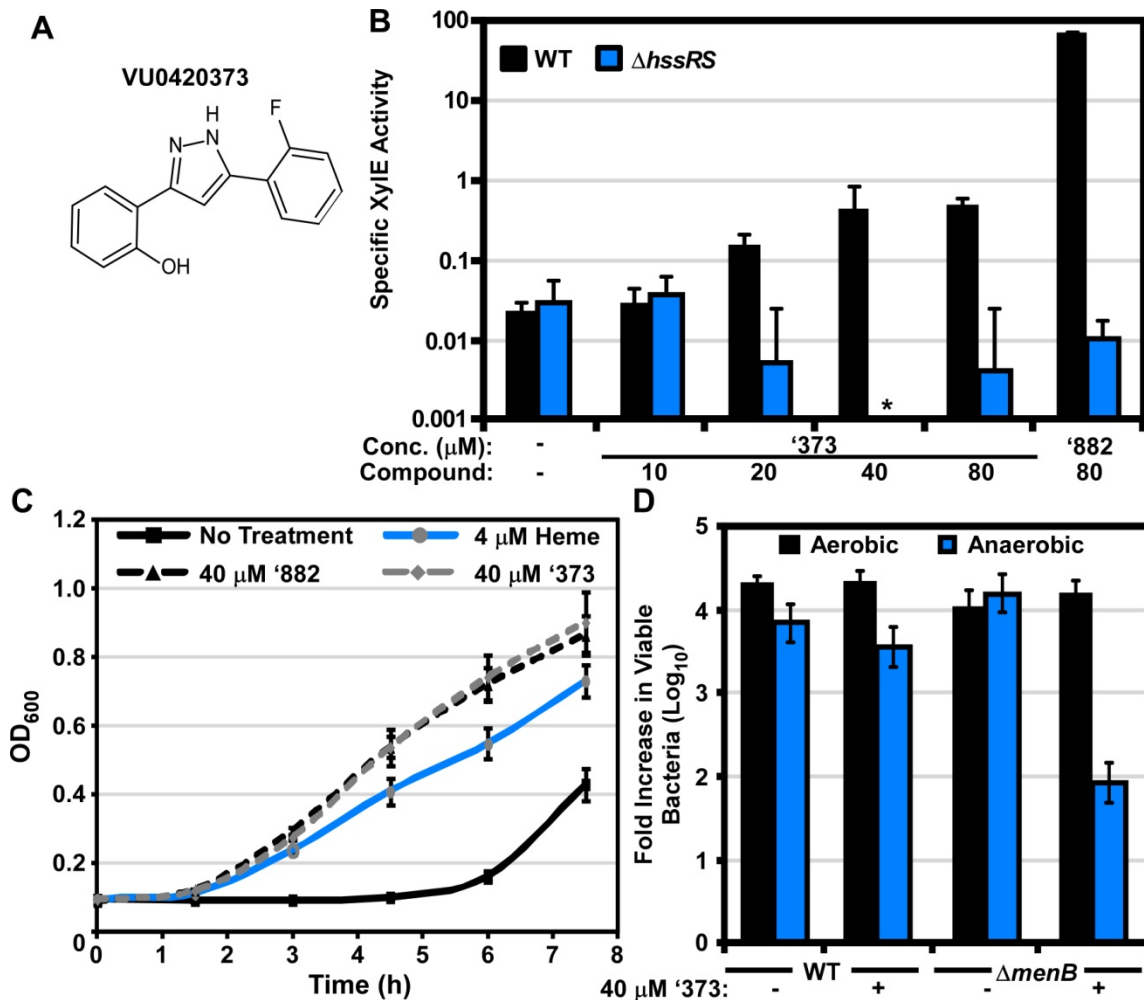 A
VU0420373
H
N
NH
F
OH
B
Specific XylE Activity
WT ΔhssRS
100
10
1
0.1
0.01
0.001
*
Conc. (μM): - '373 '882
Compound: - 10 20 40 80 80
C
OD600
No Treatment 4 μM Heme
40 μM '882 40 μM '373
1.2
1.0
0.8
0.6
0.4
0.2
0
0 1 2 3 4 5 6 7 8
Time (h)
D
Fold Increase in Viable
Bacteria (Log10)
Aerobic Anaerobic
5
4
3
2
1
0
WT ΔmenB
40 μM '373: - + - +